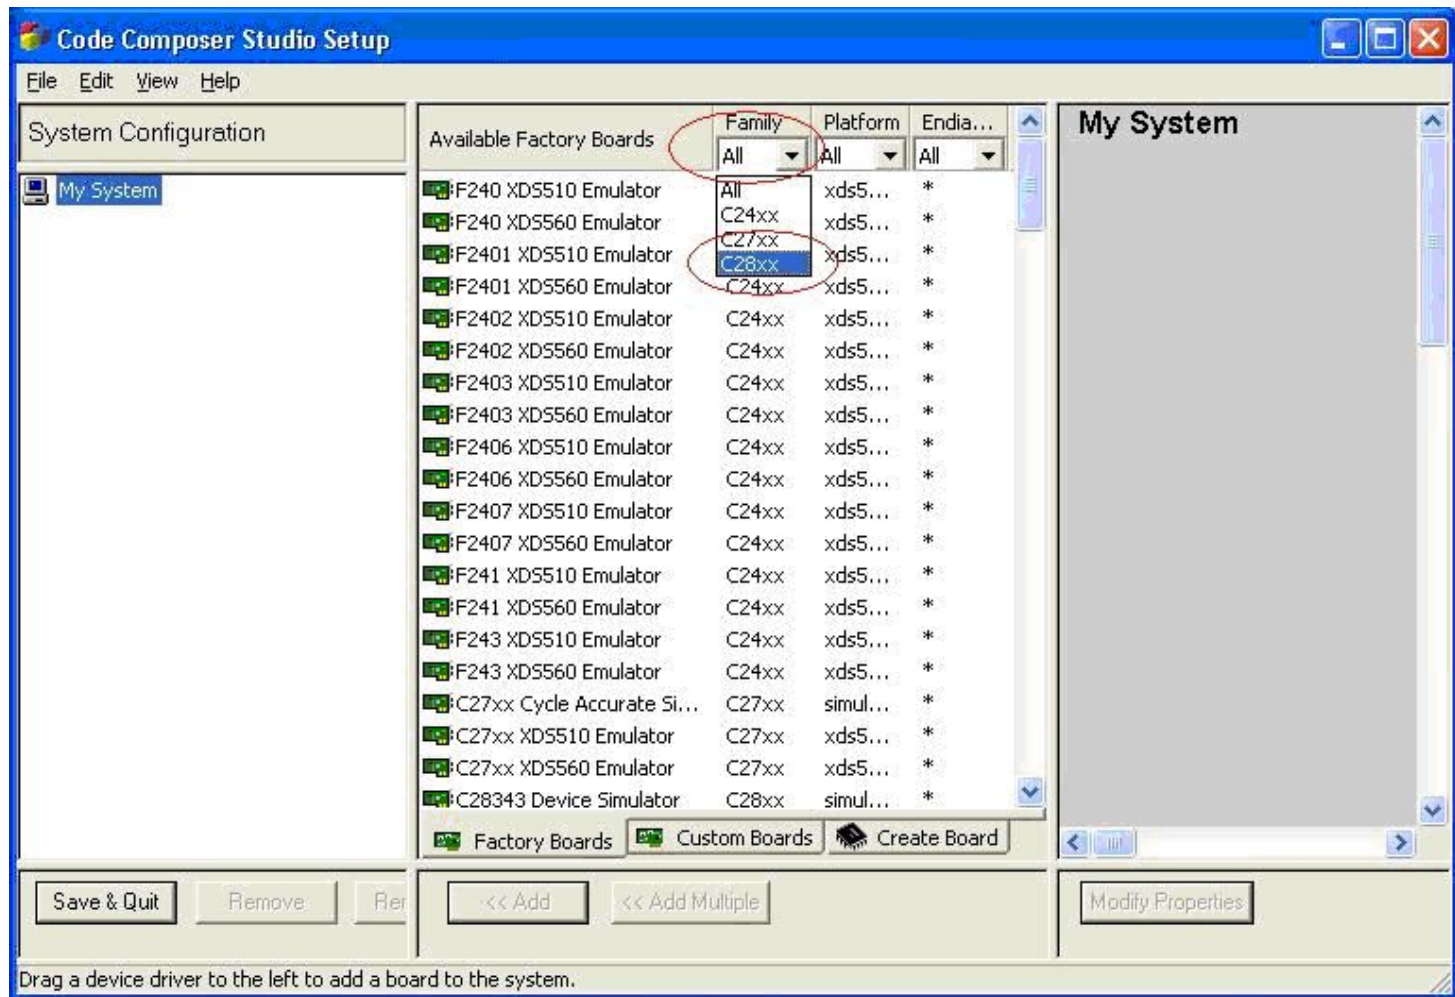 Code Composer Studio Setup
File Edit View Help
System Configuration
My System
Available Factory Boards Family Platform Endia...
All All All
All
C24xx
C27xx
C28xx
F240 XDS510 Emulator xds5... *
F240 XDS560 Emulator xds5... *
F2401 XDS510 Emulator xds5... *
F2401 XDS560 Emulator C24xx xds5... *
F2402 XDS510 Emulator C24xx xds5... *
F2402 XDS560 Emulator C24xx xds5... *
F2403 XDS510 Emulator C24xx xds5... *
F2403 XDS560 Emulator C24xx xds5... *
F2406 XDS510 Emulator C24xx xds5... *
F2406 XDS560 Emulator C24xx xds5... *
F2407 XDS510 Emulator C24xx xds5... *
F2407 XDS560 Emulator C24xx xds5... *
F241 XDS510 Emulator C24xx xds5... *
F241 XDS560 Emulator C24xx xds5... *
F243 XDS510 Emulator C24xx xds5... *
F243 XDS560 Emulator C24xx xds5... *
C27xx Cycle Accurate Si... C27xx simul... *
C27xx XDS510 Emulator C27xx xds5... *
C27xx XDS560 Emulator C27xx xds5... *
C28343 Device Simulator C28xx simul... *
Factory Boards Custom Boards Create Board
My System
Save & Quit Remove Rer
<< Add << Add Multiple
Modify Properties
Drag a device driver to the left to add a board to the system.